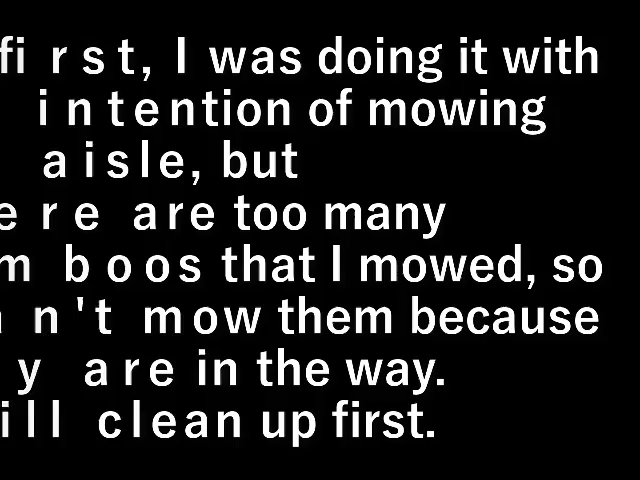 first, I was doing it with
intention of mowing
aisle, but
ere are too many
m boos that I mowed, so
n't mow them because
y are in the way.
ill clean up first.